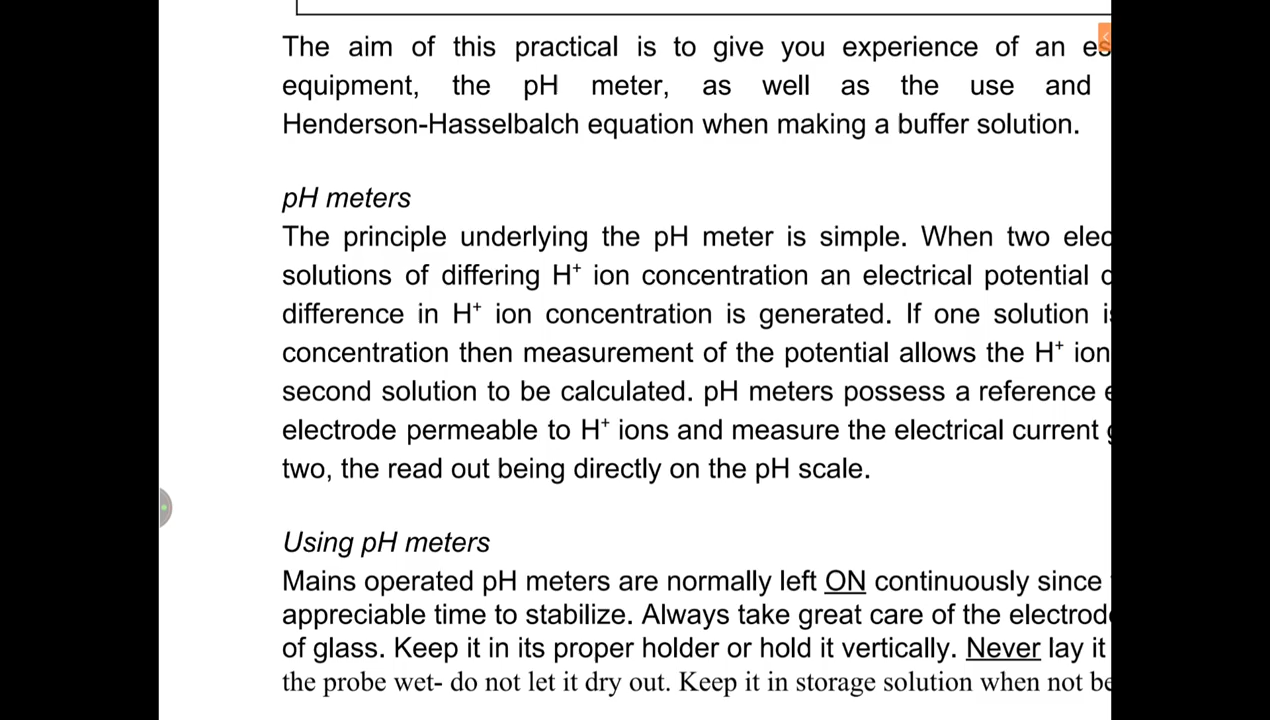 The aim of this practical is to give you experience of an
equipment, the pH meter, as well as the use and
Henderson-Hasselbalch equation when making a buffer solution.
pH meters
The principle underlying the pH meter is simple. When two
solutions of differing H⁺ ion concentration an electrical potential
difference in H⁺ ion concentration is generated. If one solution
concentration then measurement of the potential allows the H⁺ ion
second solution to be calculated. pH meters possess a reference
electrode permeable to H⁺ ions and measure the electrical current
two, the read out being directly on the pH scale.
Using pH meters
Mains operated pH meters are normally left ON continuously since
appreciable time to stabilize. Always take great care of the
of glass. Keep it in its proper holder or hold it vertically. Never lay it
the probe wet- do not let it dry out. Keep it in storage solution when not